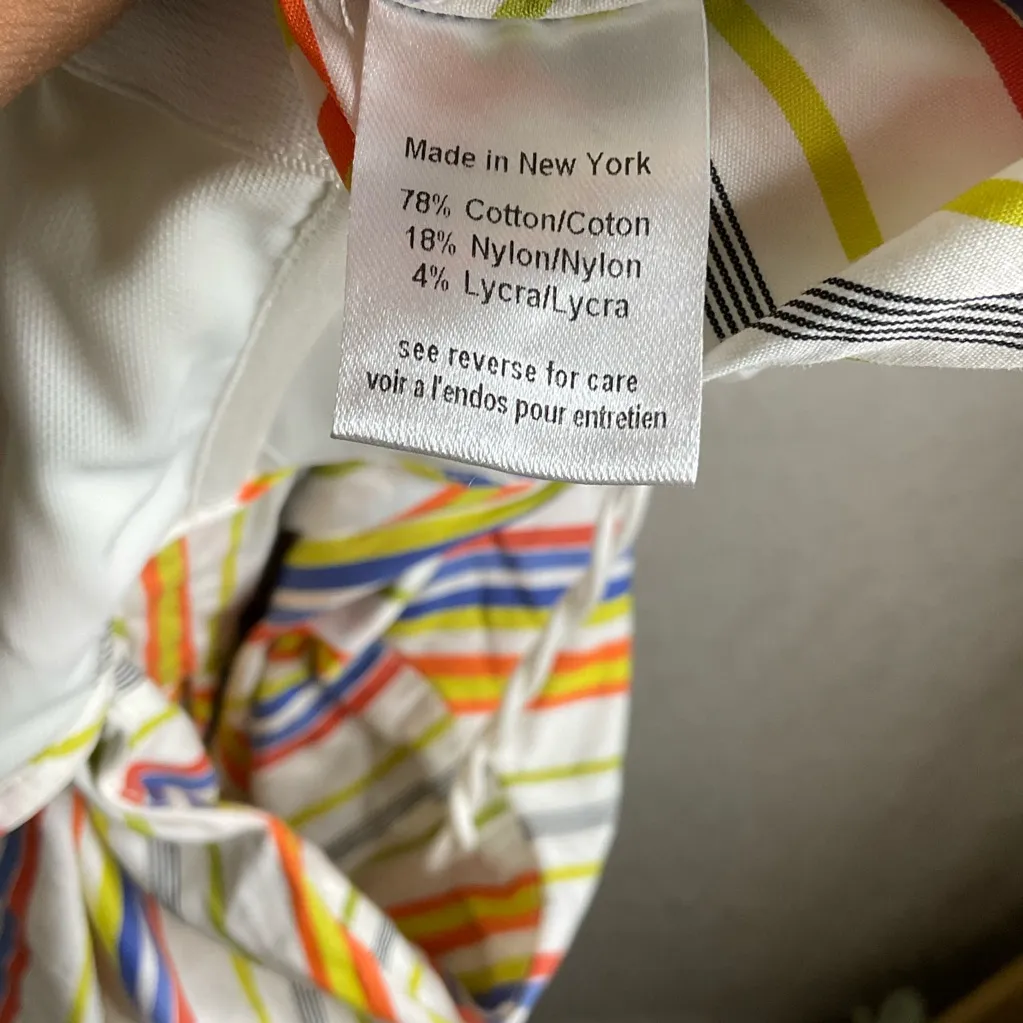 Made in New York
78% Cotton/Coton
18% Nylon/Nylon
4% Lycra/Lycra
see reverse for care
voir a l'endos pour entretien